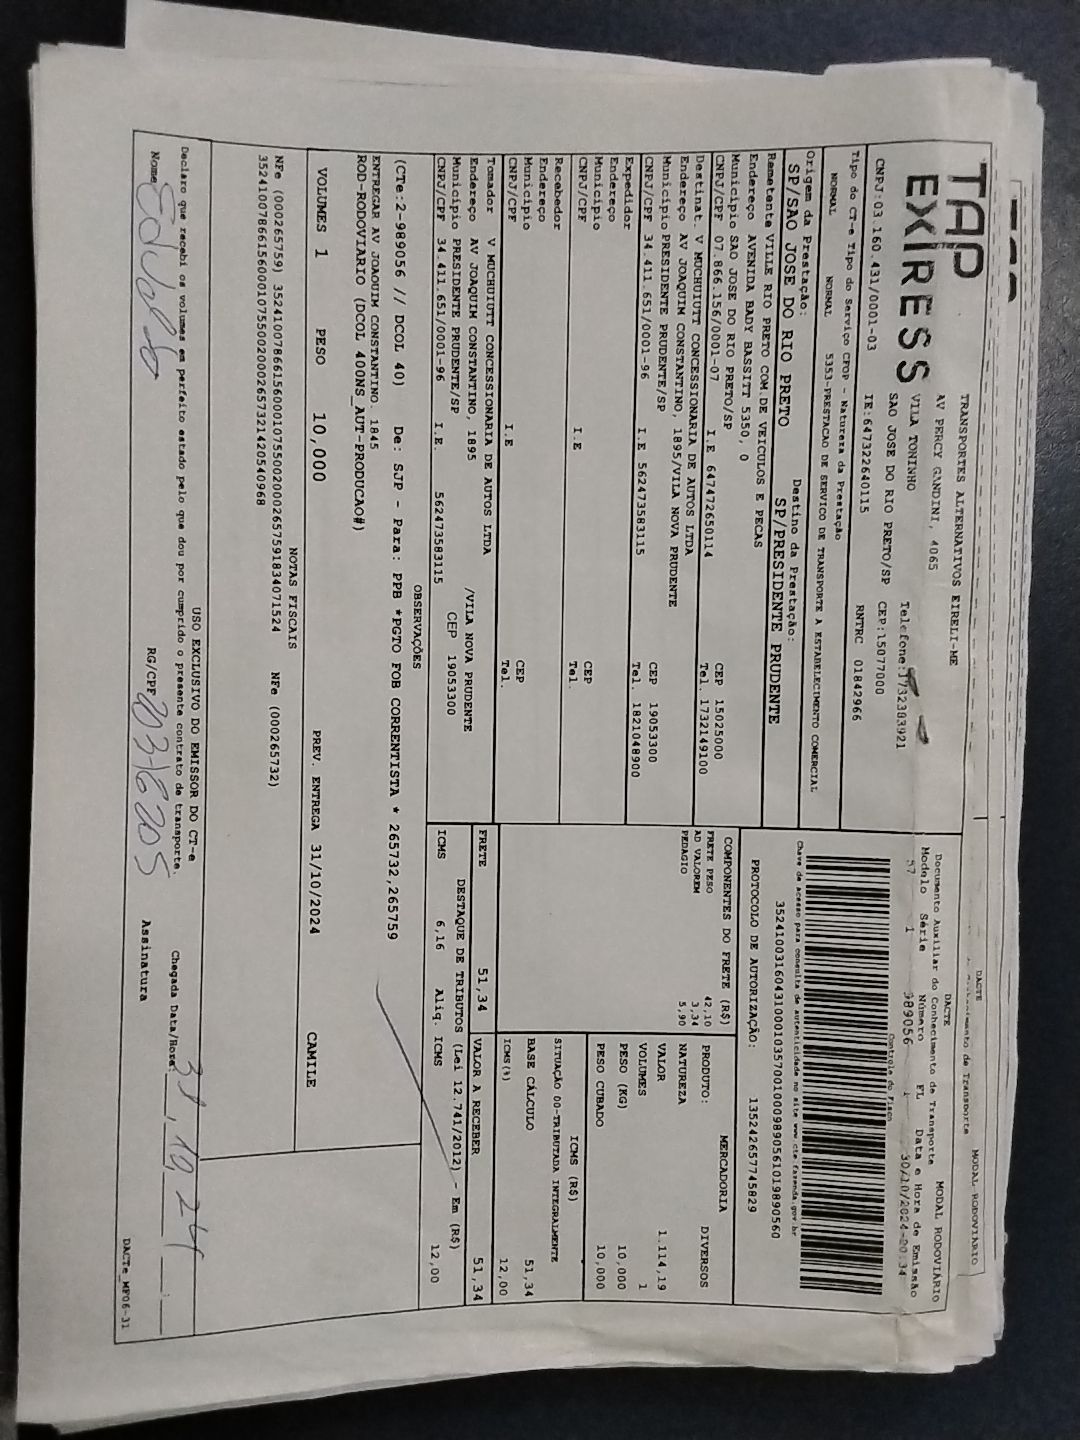 TAP
EXPRESS
TRANSPORTES ALTERNATIVOS EIRELI-ME
AV PERCY GANDINI, 4065
VILA TONINHO
Telefone:1732383921
SAO JOSE DO RIO PRETO/SP CEP:15077000
CNPJ:03.160.431/0001-03 IE:647322640115 RNTRC 01842966
DACTE MODAL RODOVIÁRIO
Documento Auxiliar do Conhecimento de Transporte
Modelo Série Número FL Data e Hora de Emissão
57 1 989056 1 30/10/2024-00:34
Controle do Fisco
Tipo do CT-e Tipo do Serviço CFOP - Natureza da Prestação
NORMAL NORMAL 5353-PRESTACAO DE SERVICO DE TRANSPORTE A ESTABELECIMENTO COMERCIAL
Chave de acesso para consulta de autenticidade no site www.cte.fazenda.gov.br
35241003160431000103570010009890561019890560
PROTOCOLO DE AUTORIZAÇÃO: 135242657745829
Origem da Prestação: Destino da Prestação:
SP/SAO JOSE DO RIO PRETO SP/PRESIDENTE PRUDENTE
Remetente VILLE RIO PRETO COM.DE VEICULOS E PECAS
Endereço AVENIDA BADY BASSITT 5350, 0
Município SAO JOSE DO RIO PRETO/SP CEP 15025000
CNPJ/CPF 07.866.156/0001-07 I.E 647472650114 Tel. 1732149100
Destinat. V MUCHUIUTT CONCESSIONARIA DE AUTOS LTDA
Endereço AV JOAQUIM CONSTANTINO, 1895/VILA NOVA PRUDENTE
Município PRESIDENTE PRUDENTE/SP CEP 19053300
CNPJ/CPF 34.411.651/0001-96 I.E 562473583115 Tel. 1821048900
Expedidor
Endereço
Município CEP
CNPJ/CPF I.E Tel.
Recebedor
Endereço
Município CEP
CNPJ/CPF I.E Tel.
Tomador V MUCHUIUTT CONCESSIONARIA DE AUTOS LTDA
Endereço AV JOAQUIM CONSTANTINO, 1895 /VILA NOVA PRUDENTE
Município PRESIDENTE PRUDENTE/SP CEP 19053300
CNPJ/CPF 34.411.651/0001-96 I.E. 562473583115
COMPONENTES DO FRETE (R$)
FRETE PESO 42,10
AD VALOREM 3,34
PEDAGIO 5,90
MERCADORIA
PRODUTO: DIVERSOS
NATUREZA
VALOR 1.114,19
VOLUMES 1
PESO (KG) 10,000
PESO CUBADO 10,000
ICMS (R$)
SITUAÇÃO 00-TRIBUTADA INTEGRALMENTE
BASE CÁLCULO 51,34
ICMS(%) 12,00
FRETE 51,34 VALOR A RECEBER 51,34
DESTAQUE DE TRIBUTOS (Lei 12.741/2012) - Em (R$)
ICMS 6,16 Aliq. ICMS 12,00
OBSERVAÇÕES
(CTe:2-989056 // DCOL 40) De: SJP - Para: PPB *PGTO FOB CORRENTISTA * 265732,265759
ENTREGAR AV JOAQUIM CONSTANTINO. 1845
ROD-RODOVIARIO (DCOL 400NS_AUT-PRODUCAO#)
VOLUMES 1 PESO 10,000 PREV. ENTREGA 31/10/2024 CAMILE
NOTAS FISCAIS
NFe (000265759) 35241007866156000107550020002657591834071524 NFe (000265732)
35241007866156000107550020002657321420540968
USO EXCLUSIVO DO EMISSOR DO CT-e
Declaro que recebi os volumes em perfeito estado pelo que dou por cumprido o presente contrato de transporte.
Chegada Data/Hora 31, 10, 24
Nome RG/CPF Assinatura
DACTe_MF06-31